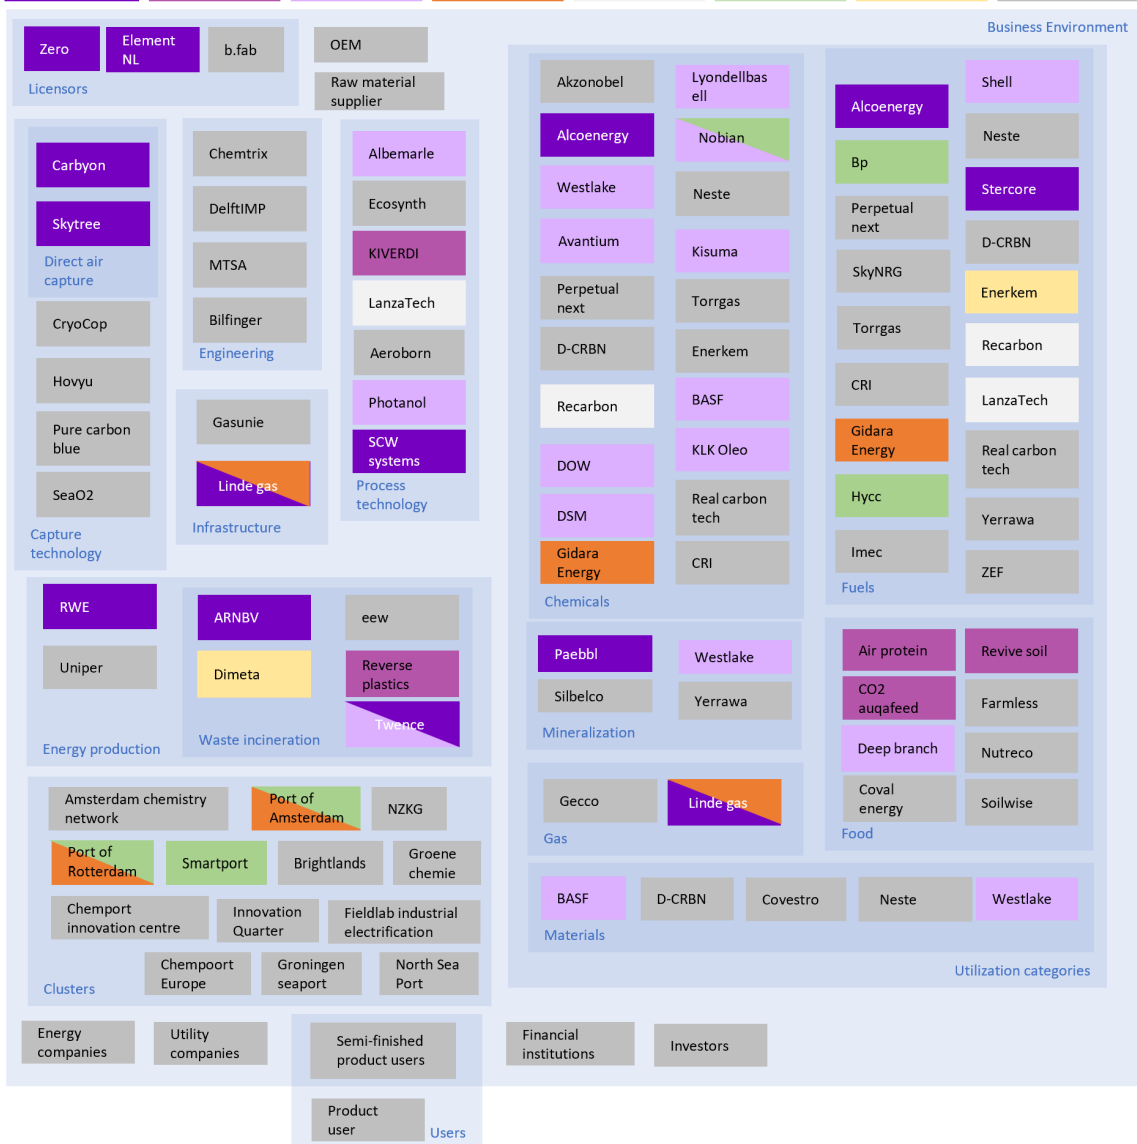 Business Environment
Zero
Element
NL
b.fab
Licensors
OEM
Raw material
supplier
Carbyon
Skytree
Direct air
capture
CryoCop
Hovyu
Pure carbon
blue
SeaO2
Capture
technology
Chemtrix
DelftIMP
MTSA
Bilfinger
Engineering
Gasunie
Linde gas
Infrastructure
Albemarle
Ecosynth
KIVERDI
LanzaTech
Aeroborn
Photanol
SCW
systems
Process
technology
Akzonobel
Alcoenergy
Westlake
Avantium
Perpetual
next
D-CRBN
Recarbon
DOW
DSM
Gidara
Energy
Lyondellbas
ell
Nobian
Neste
Kisuma
Torrgas
Enerkem
BASF
KLK Oleo
Real carbon
tech
CRI
Chemicals
Alcoenergy
Bp
Perpetual
next
SkyNRG
Torrgas
CRI
Gidara
Energy
Hycc
Imec
Shell
Neste
Stercore
D-CRBN
Enerkem
Recarbon
LanzaTech
Real carbon
tech
Yerrawa
ZEF
Fuels
RWE
Uniper
Energy production
ARNBV
Dimeta
eew
Reverse
plastics
Twence
Waste incineration
Paebbl
Westlake
Silbelco
Yerrawa
Mineralization
Air protein
Revive soil
CO2
auqafeed
Farmless
Deep branch
Nutreco
Coval
energy
Soilwise
Food
Gecco
Linde gas
Gas
Amsterdam chemistry
network
Port of
Amsterdam
NZKG
Port of
Rotterdam
Smartport
Brightlands
Groene
chemie
Chemport
innovation centre
Innovation
Quarter
Fieldlab industrial
electrification
Chempoort
Europe
Groningen
seaport
North Sea
Port
Clusters
BASF
D-CRBN
Covestro
Neste
Westlake
Materials
Utilization categories
Energy
companies
Utility
companies
Semi-finished
product users
Financial
institutions
Investors
Product
user
Users